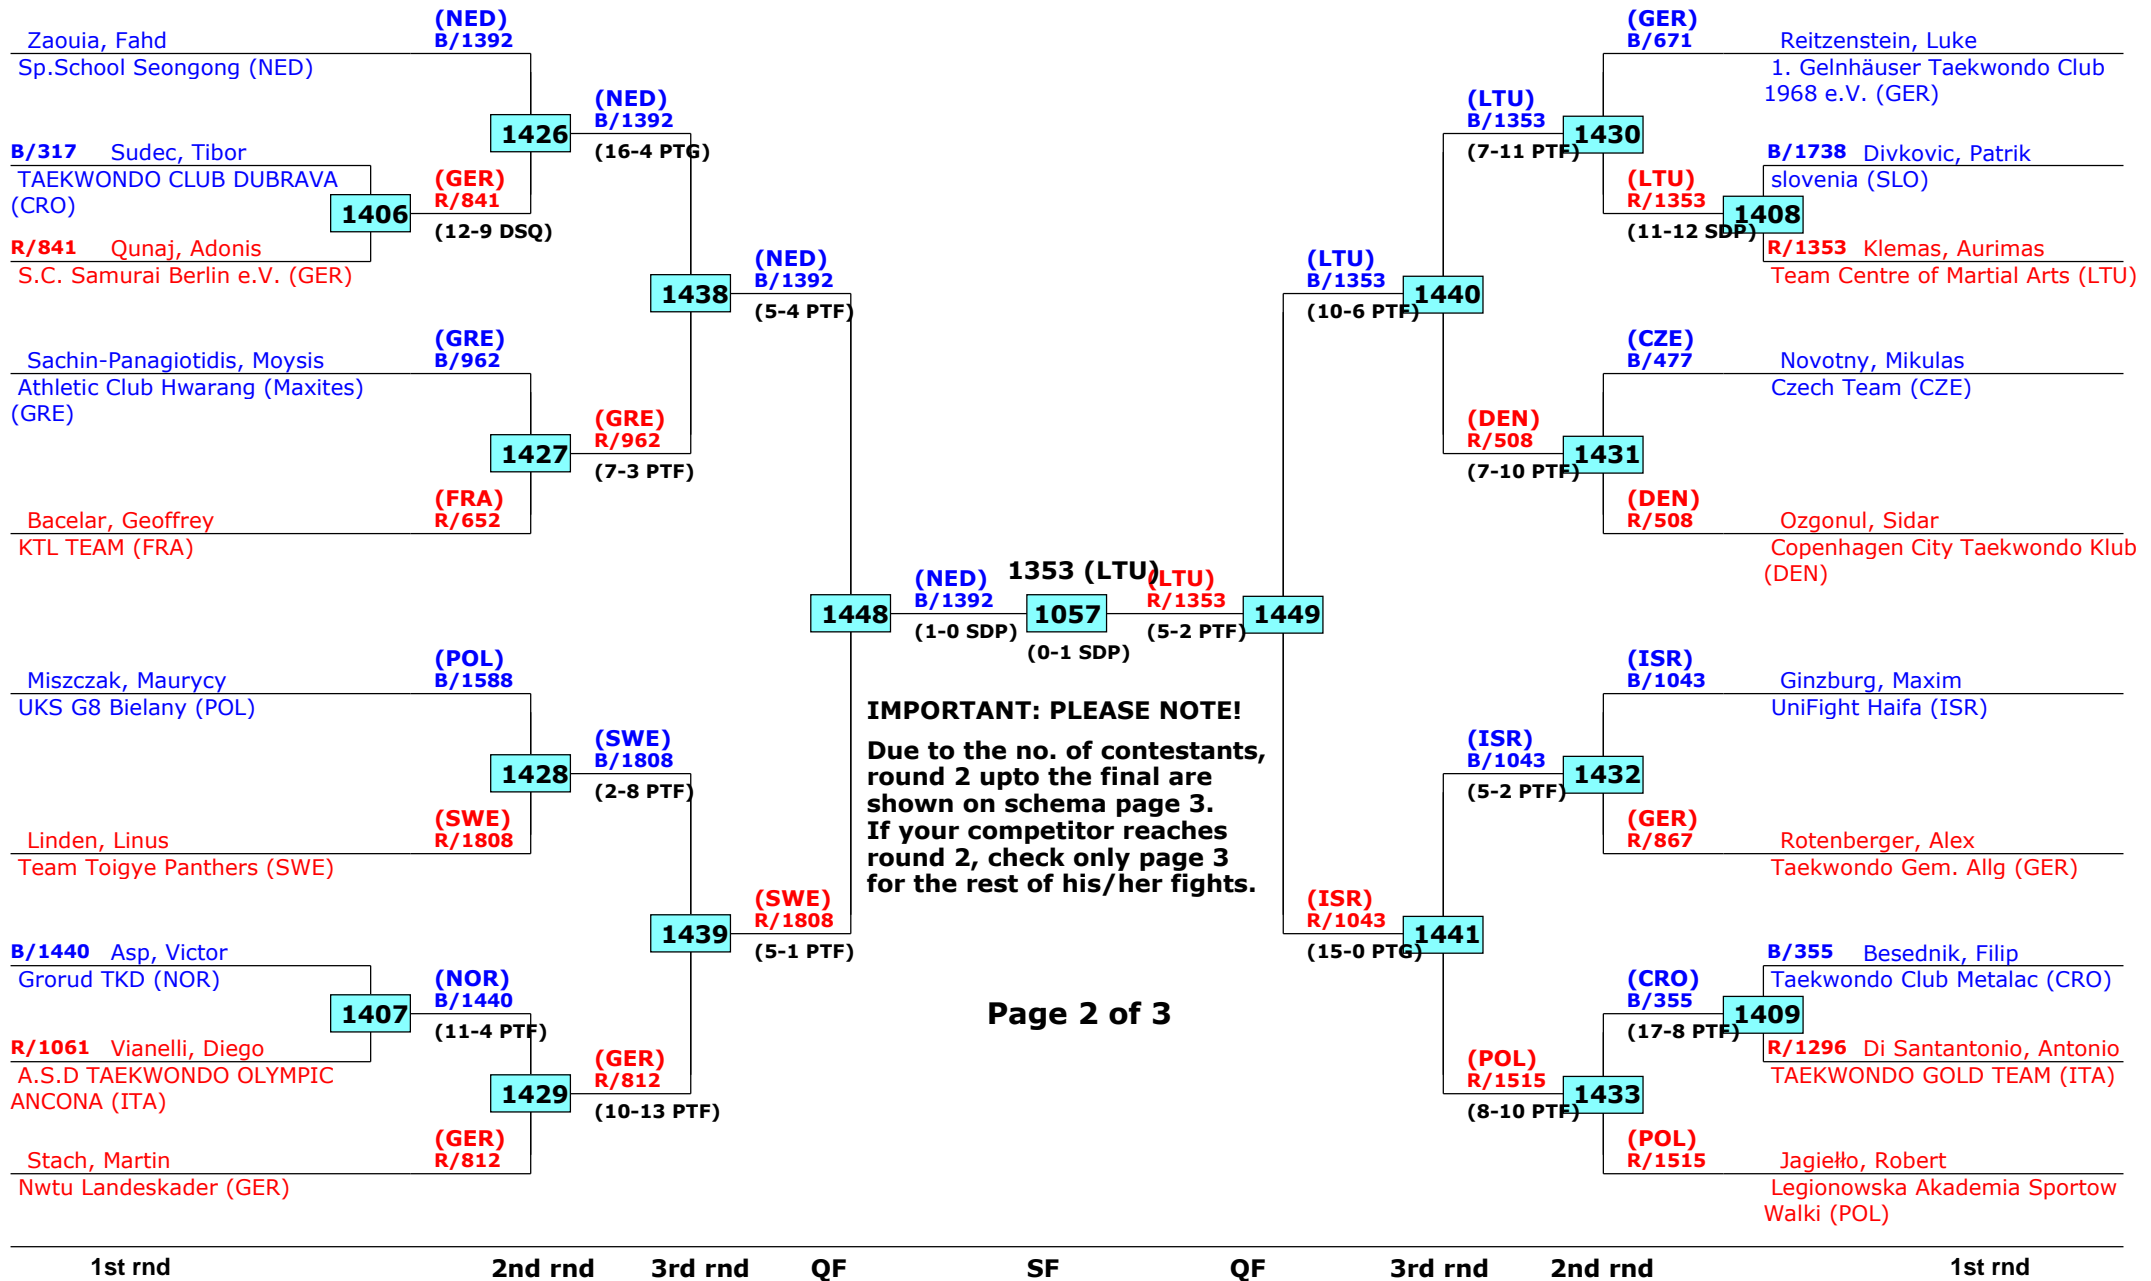 (NED)
B/1392
Zaouia, Fahd
Sp.School Seongong (NED)
B/317 Sudec, Tibor
TAEKWONDO CLUB DUBRAVA
(CRO)
1406
R/841 Qunaj, Adonis
S.C. Samurai Berlin e.V. (GER)
(GER)
R/841
(12-9 DSQ)
1426
(NED)
B/1392
(16-4 PTG)
(GRE)
B/962
Sachin-Panagiotidis, Moysis
Athletic Club Hwarang (Maxites)
(GRE)
1427
(GRE)
R/962
(7-3 PTF)
(FRA)
R/652
Bacelar, Geoffrey
KTL TEAM (FRA)
1438
(NED)
B/1392
(5-4 PTF)
(POL)
B/1588
Miszczak, Maurycy
UKS G8 Bielany (POL)
1428
(SWE)
B/1808
(2-8 PTF)
(SWE)
R/1808
Linden, Linus
Team Toigye Panthers (SWE)
B/1440 Asp, Victor
Grorud TKD (NOR)
1407
R/1061 Vianelli, Diego
A.S.D TAEKWONDO OLYMPIC
ANCONA (ITA)
(NOR)
B/1440
(11-4 PTF)
1429
(GER)
R/812
(10-13 PTF)
(GER)
R/812
Stach, Martin
Nwtu Landeskader (GER)
1439
(SWE)
R/1808
(5-1 PTF)
1448
(NED)
B/1392
(1-0 SDP)
1353 (LTU)
1057
(0-1 SDP)
(LTU)
R/1353
(5-2 PTF)
1449
IMPORTANT: PLEASE NOTE!
Due to the no. of contestants,
round 2 upto the final are
shown on schema page 3.
If your competitor reaches
round 2, check only page 3
for the rest of his/her fights.
Page 2 of 3
(GER)
B/671
Reitzenstein, Luke
1. Gelnhäuser Taekwondo Club
1968 e.V. (GER)
(LTU)
B/1353
(7-11 PTF)
1430
B/1738 Divkovic, Patrik
slovenia (SLO)
(LTU)
R/1353
(11-12 SDP)
1408
R/1353 Klemas, Aurimas
Team Centre of Martial Arts (LTU)
(LTU)
B/1353
(10-6 PTF)
1440
(CZE)
B/477
Novotny, Mikulas
Czech Team (CZE)
(DEN)
R/508
(7-10 PTF)
1431
(DEN)
R/508
Ozgonul, Sidar
Copenhagen City Taekwondo Klub
(DEN)
(ISR)
B/1043
Ginzburg, Maxim
UniFight Haifa (ISR)
(ISR)
B/1043
(5-2 PTF)
1432
(GER)
R/867
Rotenberger, Alex
Taekwondo Gem. Allg (GER)
(ISR)
R/1043
(15-0 PTG)
1441
B/355 Besednik, Filip
Taekwondo Club Metalac (CRO)
(CRO)
B/355
(17-8 PTF)
1409
R/1296 Di Santantonio, Antonio
TAEKWONDO GOLD TEAM (ITA)
(POL)
R/1515
(8-10 PTF)
1433
(POL)
R/1515
Jagiełło, Robert
Legionowska Akademia Sportow
Walki (POL)
1st rnd 2nd rnd 3rd rnd QF SF QF 3rd rnd 2nd rnd 1st rnd